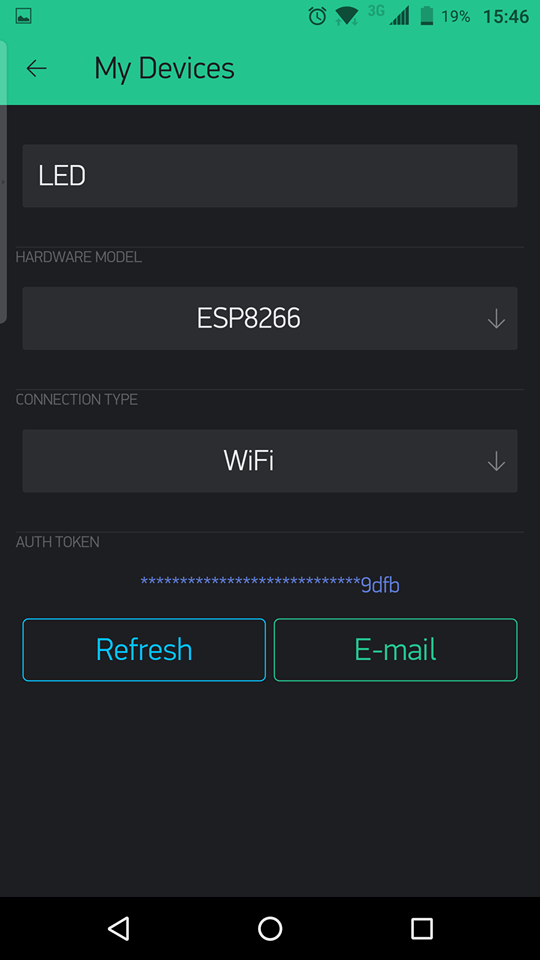 3G 19% 15:46
My Devices
LED
HARDWARE MODEL
ESP8266
CONNECTION TYPE
WiFi
AUTH TOKEN
****************************9dfb
Refresh E-mail